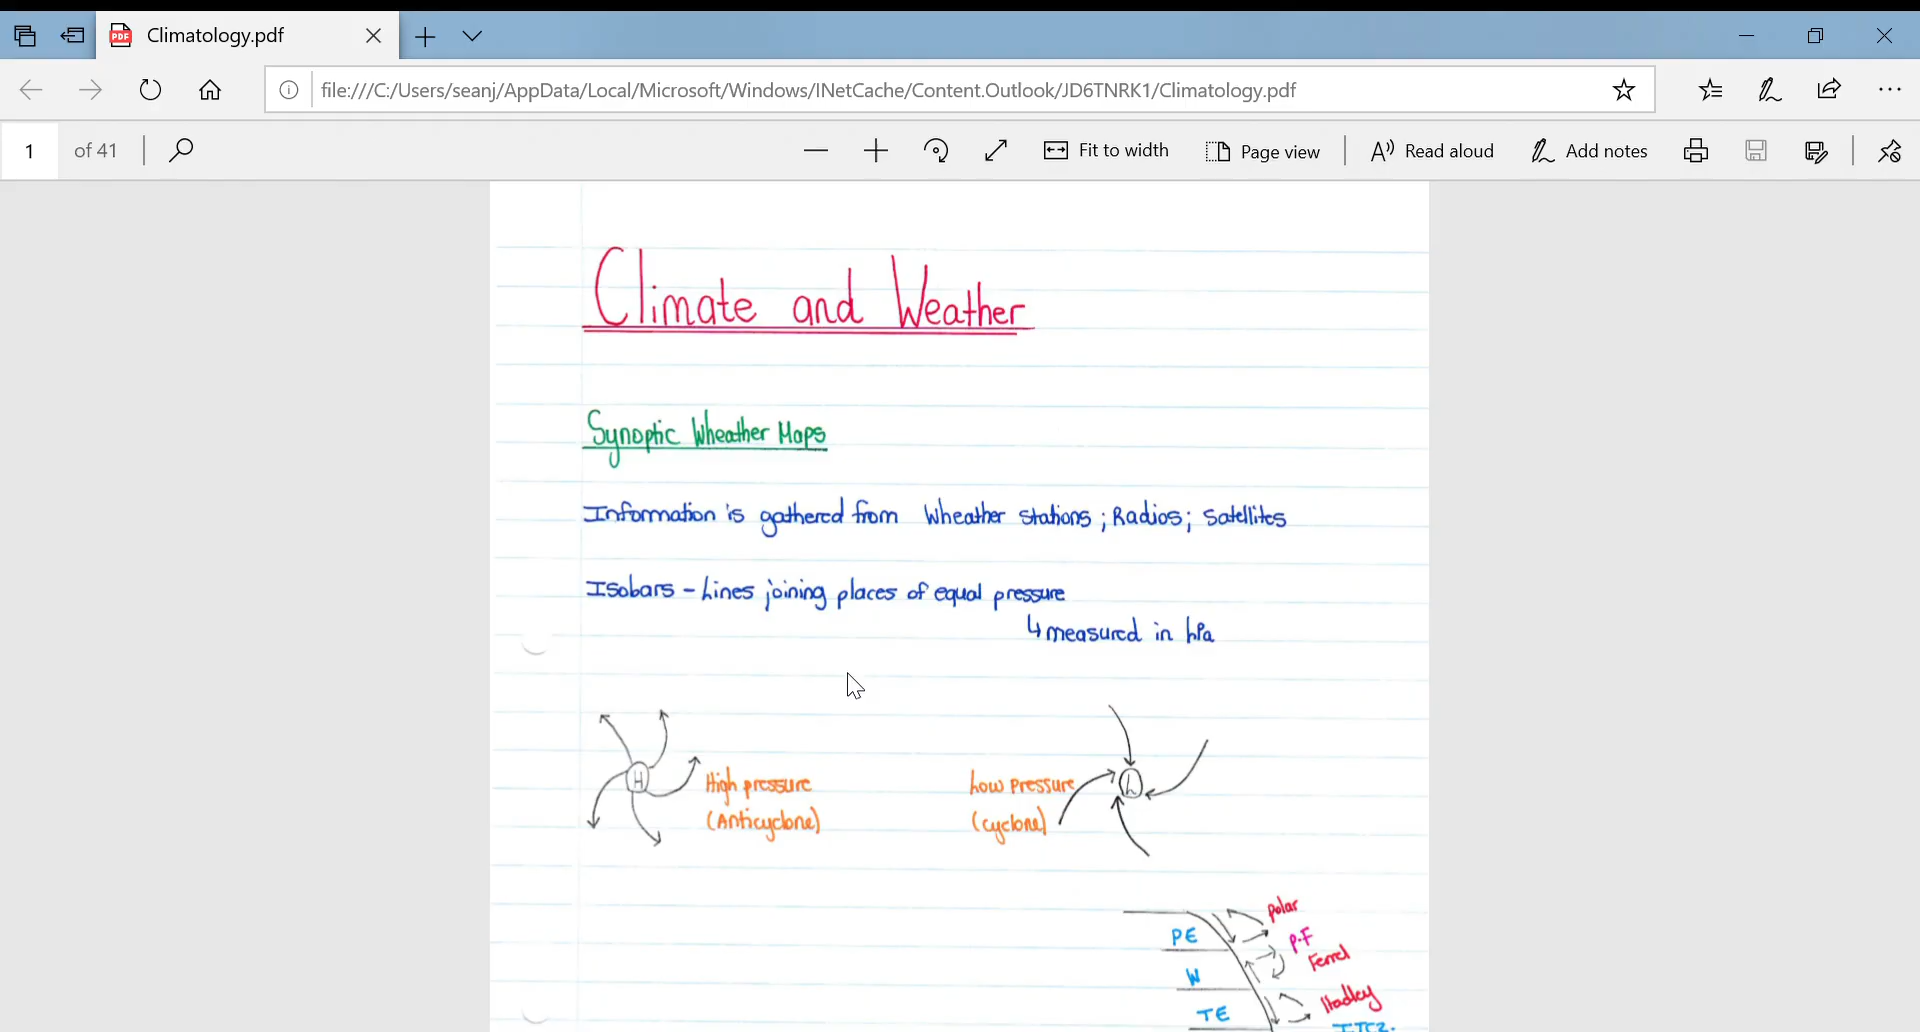 Climatology.pdf
file:///C:/Users/seanj/AppData/Local/Microsoft/Windows/INetCache/Content.Outlook/JD6TNRK1/Climatology.pdf
1 of 41 Fit to width Page view Read aloud Add notes
Climate and Weather
Synoptic Wheather Maps
Information is gathered from Wheather Stations ; Radios ; Satellites
Isobars - Lines joining places of equal pressure
↳ measured in hPa
H High pressure
(Anticyclone)
Low Pressure L
(cyclone)
Polar
PE P.F
Ferrel
W
Hadley
TE ITCZ.